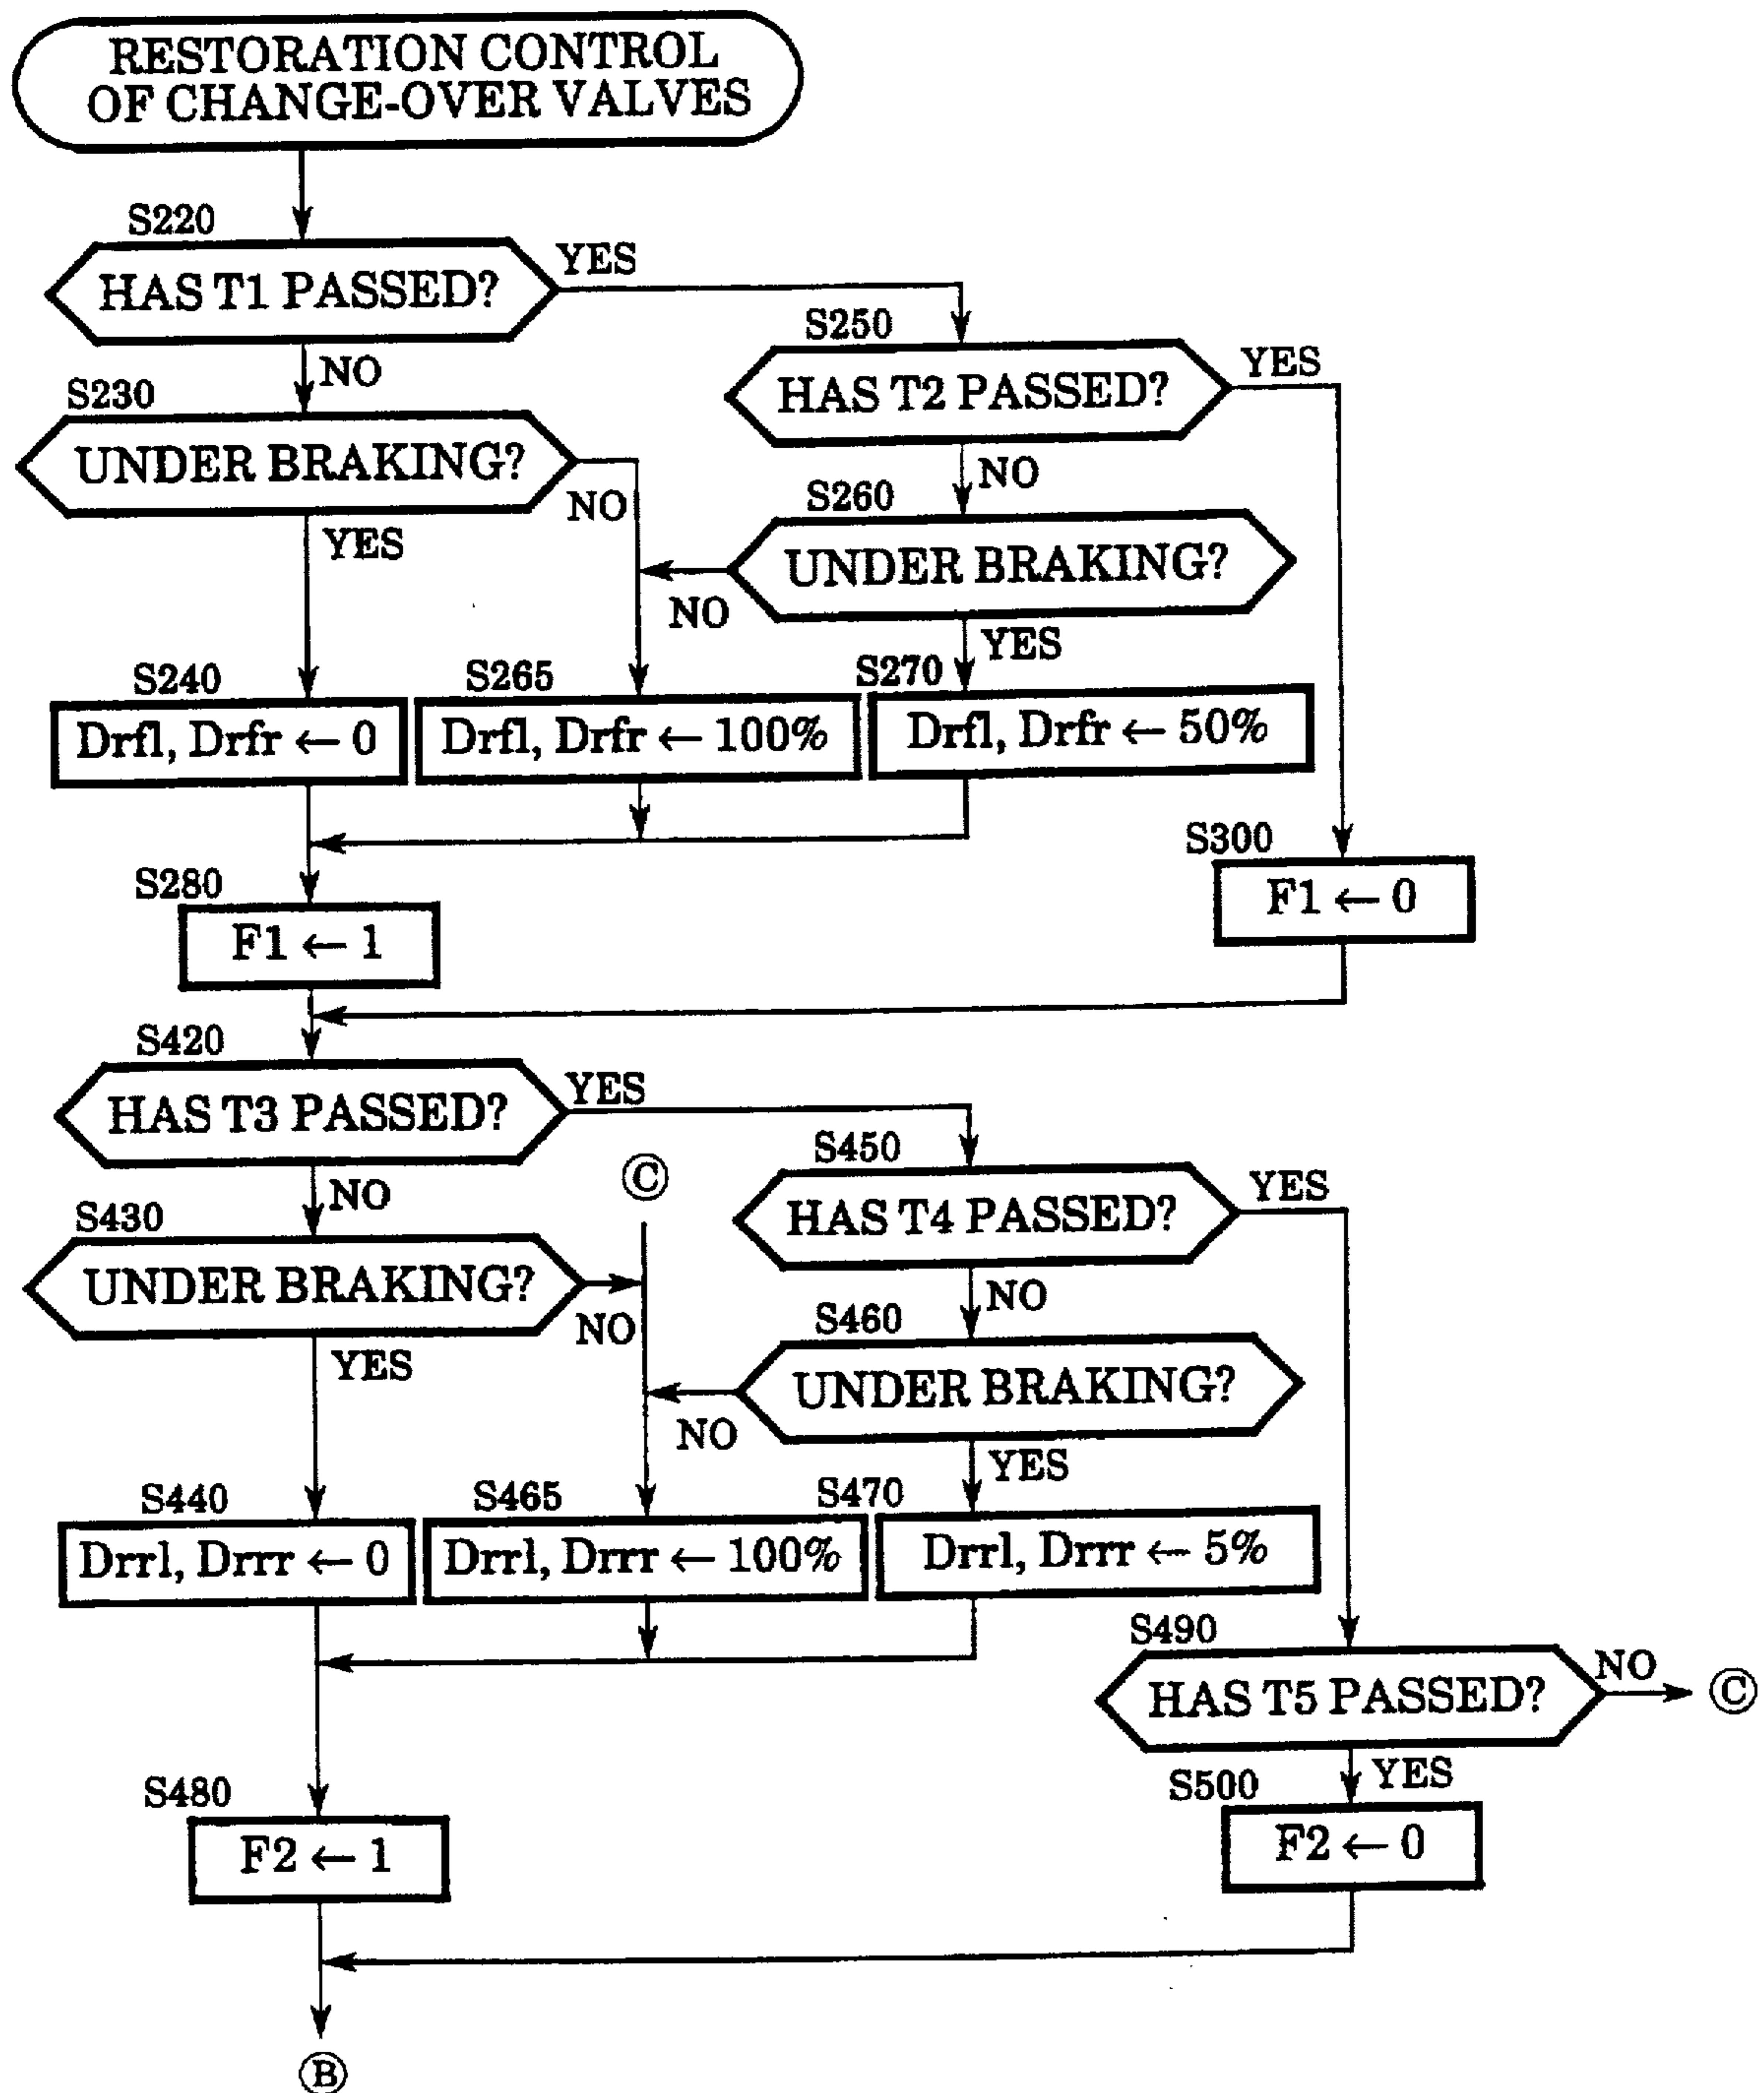 RESTORATION CONTROL
OF CHANGE-OVER VALVES
S220
HAS T1 PASSED?
YES
NO
S250
HAS T2 PASSED?
YES
NO
S230
UNDER BRAKING?
NO
YES
S260
UNDER BRAKING?
NO
YES
S240
Drfl, Drfr ← 0
S265
Drfl, Drfr ← 100%
S270
Drfl, Drfr ← 50%
S280
F1 ← 1
S300
F1 ← 0
S420
HAS T3 PASSED?
YES
NO
S450
HAS T4 PASSED?
YES
NO
Ⓒ
S430
UNDER BRAKING?
NO
YES
S460
UNDER BRAKING?
NO
YES
S440
Drrl, Drrr ← 0
S465
Drrl, Drrr ← 100%
S470
Drrl, Drrr ← 5%
S490
HAS T5 PASSED?
NO
Ⓒ
YES
S480
F2 ← 1
S500
F2 ← 0
Ⓑ